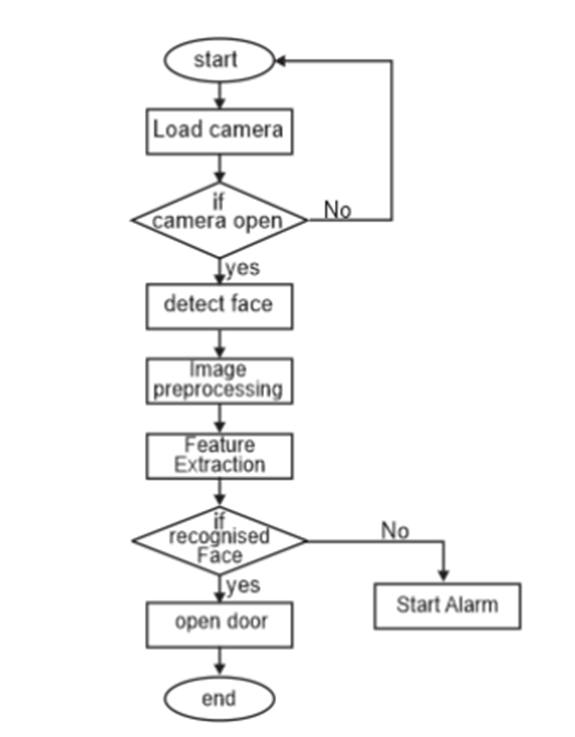 start
Load camera
if
camera open
No
yes
detect face
Image
preprocessing
Feature
Extraction
if
recognised
Face
No
yes
Start Alarm
open door
end